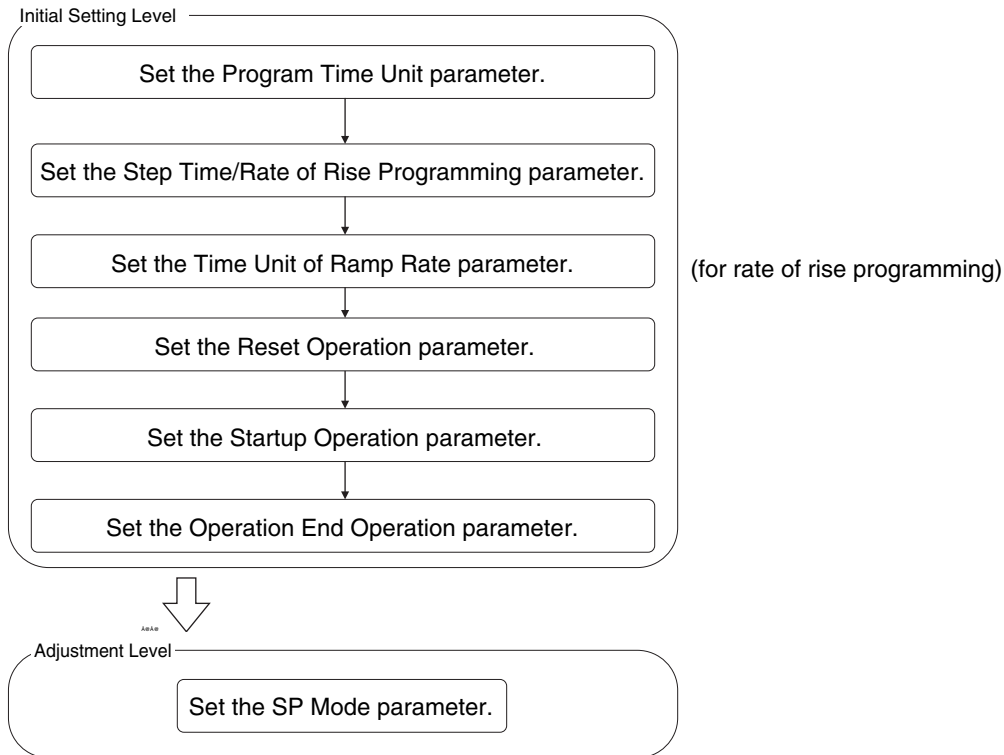 Initial Setting Level
Set the Program Time Unit parameter.
Set the Step Time/Rate of Rise Programming parameter.
Set the Time Unit of Ramp Rate parameter.
(for rate of rise programming)
Set the Reset Operation parameter.
Set the Startup Operation parameter.
Set the Operation End Operation parameter.
Adjustment Level
Set the SP Mode parameter.